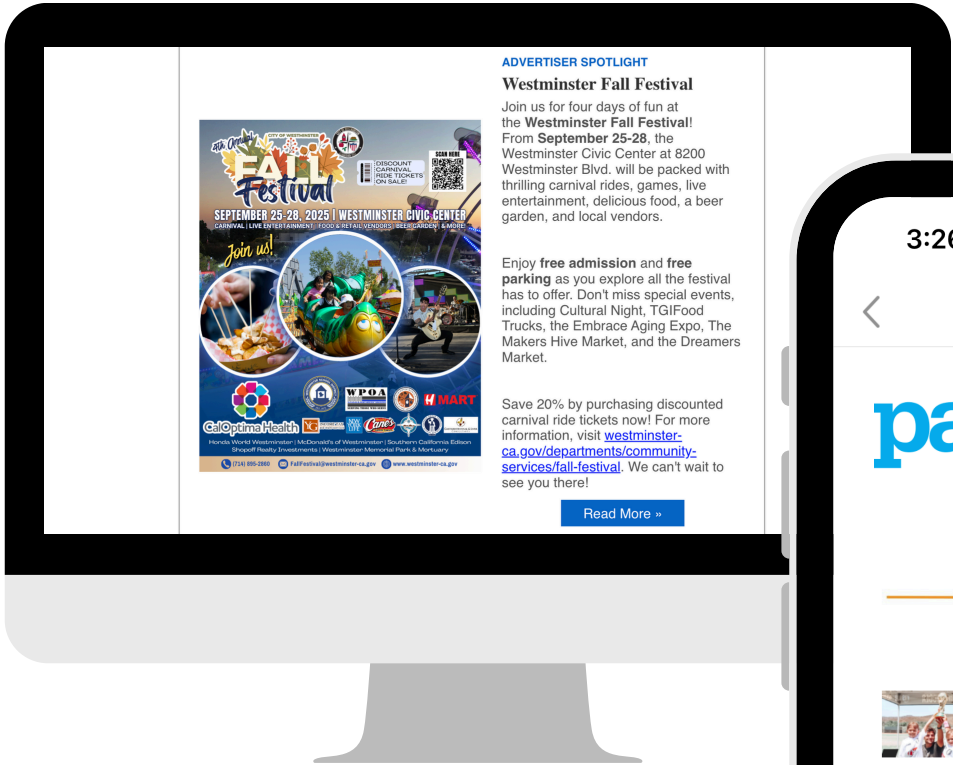 ADVERTISER SPOTLIGHT
Westminster Fall Festival
Join us for four days of fun at
the Westminster Fall Festival!
From September 25-28, the
Westminster Civic Center at 8200
Westminster Blvd. will be packed with
thrilling carnival rides, games, live
entertainment, delicious food, a beer
garden, and local vendors.
Enjoy free admission and free
parking as you explore all the festival
has to offer. Don't miss special events,
including Cultural Night, TGIFood
Trucks, the Embrace Aging Expo, The
Makers Hive Market, and the Dreamers
Market.
Save 20% by purchasing discounted
carnival ride tickets now! For more
information, visit westminster-
ca.gov/departments/community-
services/fall-festival. We can't wait to
see you there!
Read More »
4th Annual
CITY OF WESTMINSTER
FALL
Festival
DISCOUNT
CARNIVAL
RIDE TICKETS
ON SALE!
SCAN HERE
SEPTEMBER 25-28, 2025 | WESTMINSTER CIVIC CENTER
CARNIVAL | LIVE ENTERTAINMENT | FOOD & RETAIL VENDORS | BEER GARDEN | & MORE!
Join us!
CalOptima Health
WPOA
H MART
YG
Cane's
Honda World Westminster | McDonald's of Westminster | Southern California Edison
Shopoff Realty Investments | Westminster Memorial Park & Mortuary
(714) 895-2860
FallFestival@westminster-ca.gov
www.westminster-ca.gov
3:26
pa